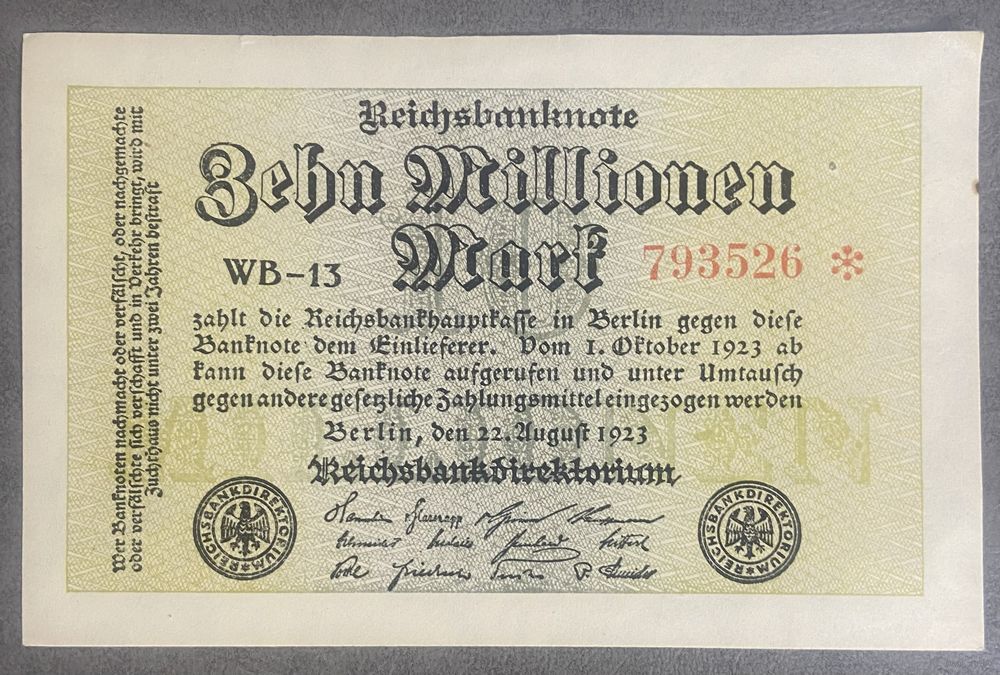 Reichsbanknote
Zehn Millionen
Mark
WB-13
793526 *
zahlt die Reichsbankhauptkasse in Berlin gegen diese
Banknote dem Einlieferer. Vom 1. Oktober 1923 ab
kann diese Banknote aufgerufen und unter Umtausch
gegen andere gesetzliche Zahlungsmittel eingezogen werden
Berlin, den 22. August 1923
Reichsbankdirektorium
REICHSBANKDIREKTORIUM
REICHSBANKDIREKTORIUM
Wer Banknoten nachmacht oder verfälscht, oder nachgemachte
oder verfälschte sich verschafft und in Verkehr bringt, wird mit
Zuchthaus nicht unter zwei Jahren bestraft